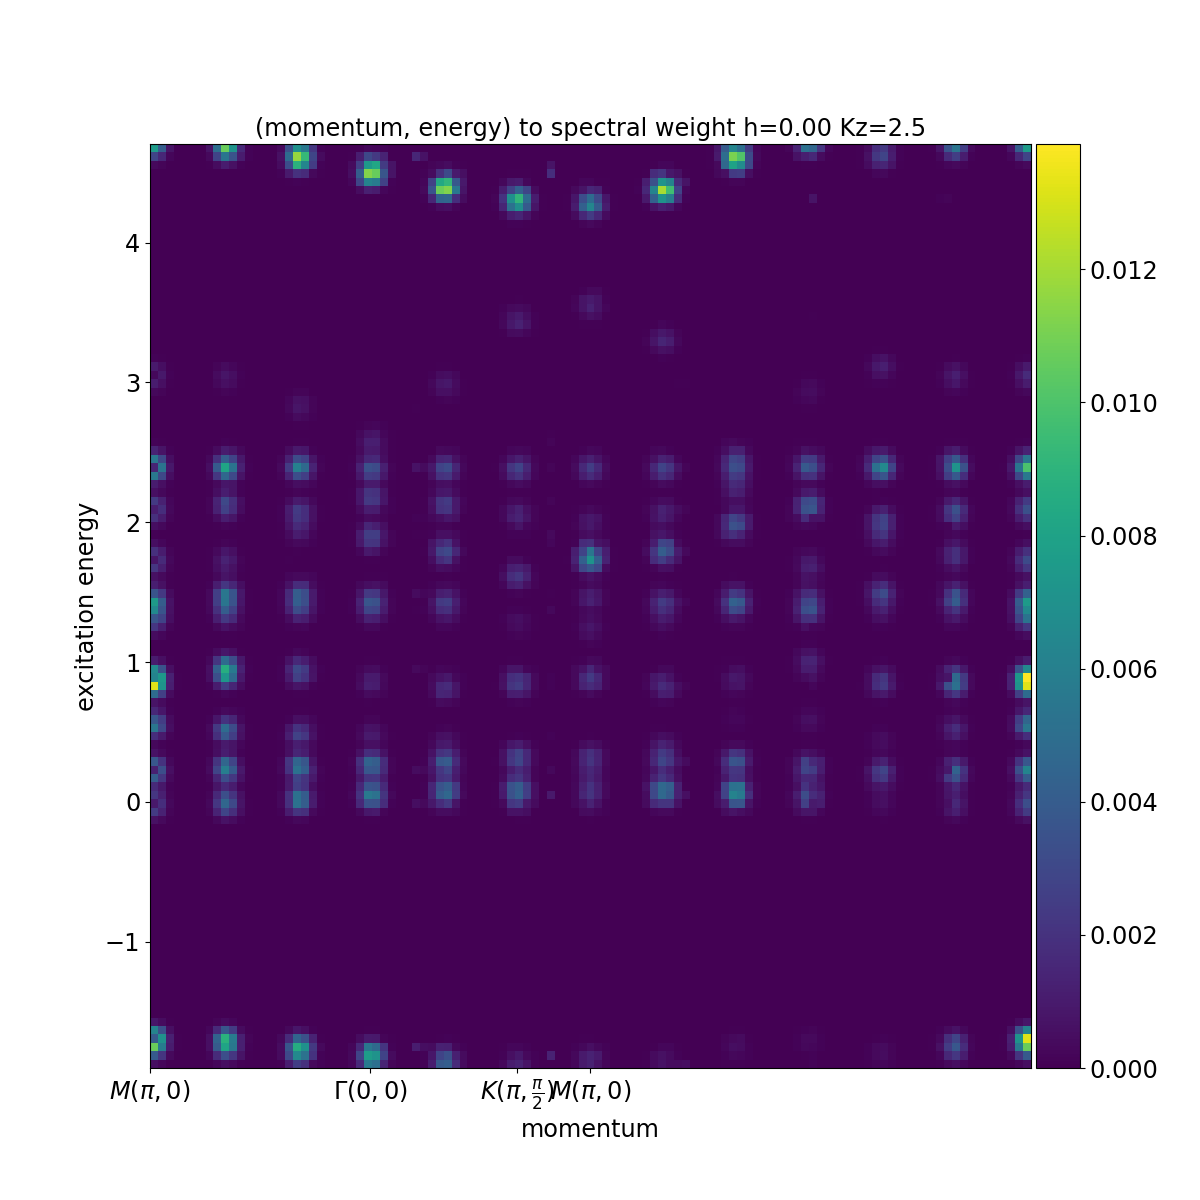 (momentum, energy) to spectral weight h=0.00 Kz=2.5
excitation energy
4
3
2
1
0
−1
M(π, 0)
Γ(0, 0)
K(π, π/2)
M(π, 0)
momentum
0.012
0.010
0.008
0.006
0.004
0.002
0.000